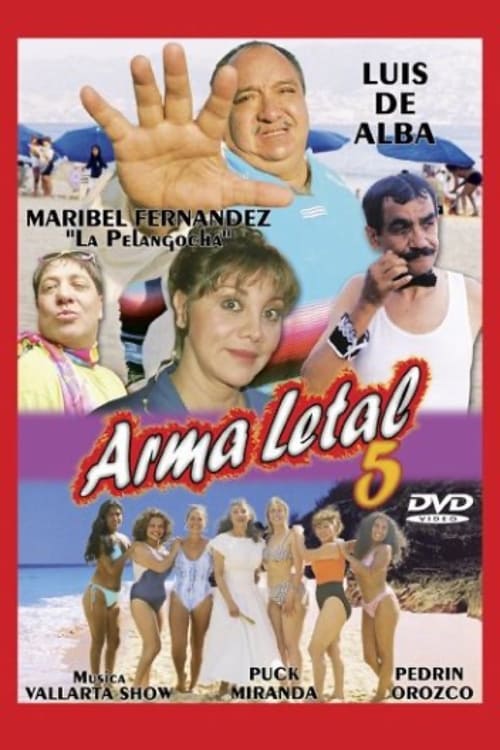 LUIS
DE
ALBA
MARIBEL FERNANDEZ
"LA PELANGOCHA"
Arma Letal
5
DVD
VIDEO
MUSICA
VALLARTA SHOW
PUCK
MIRANDA
PEDRIN
OROZCO